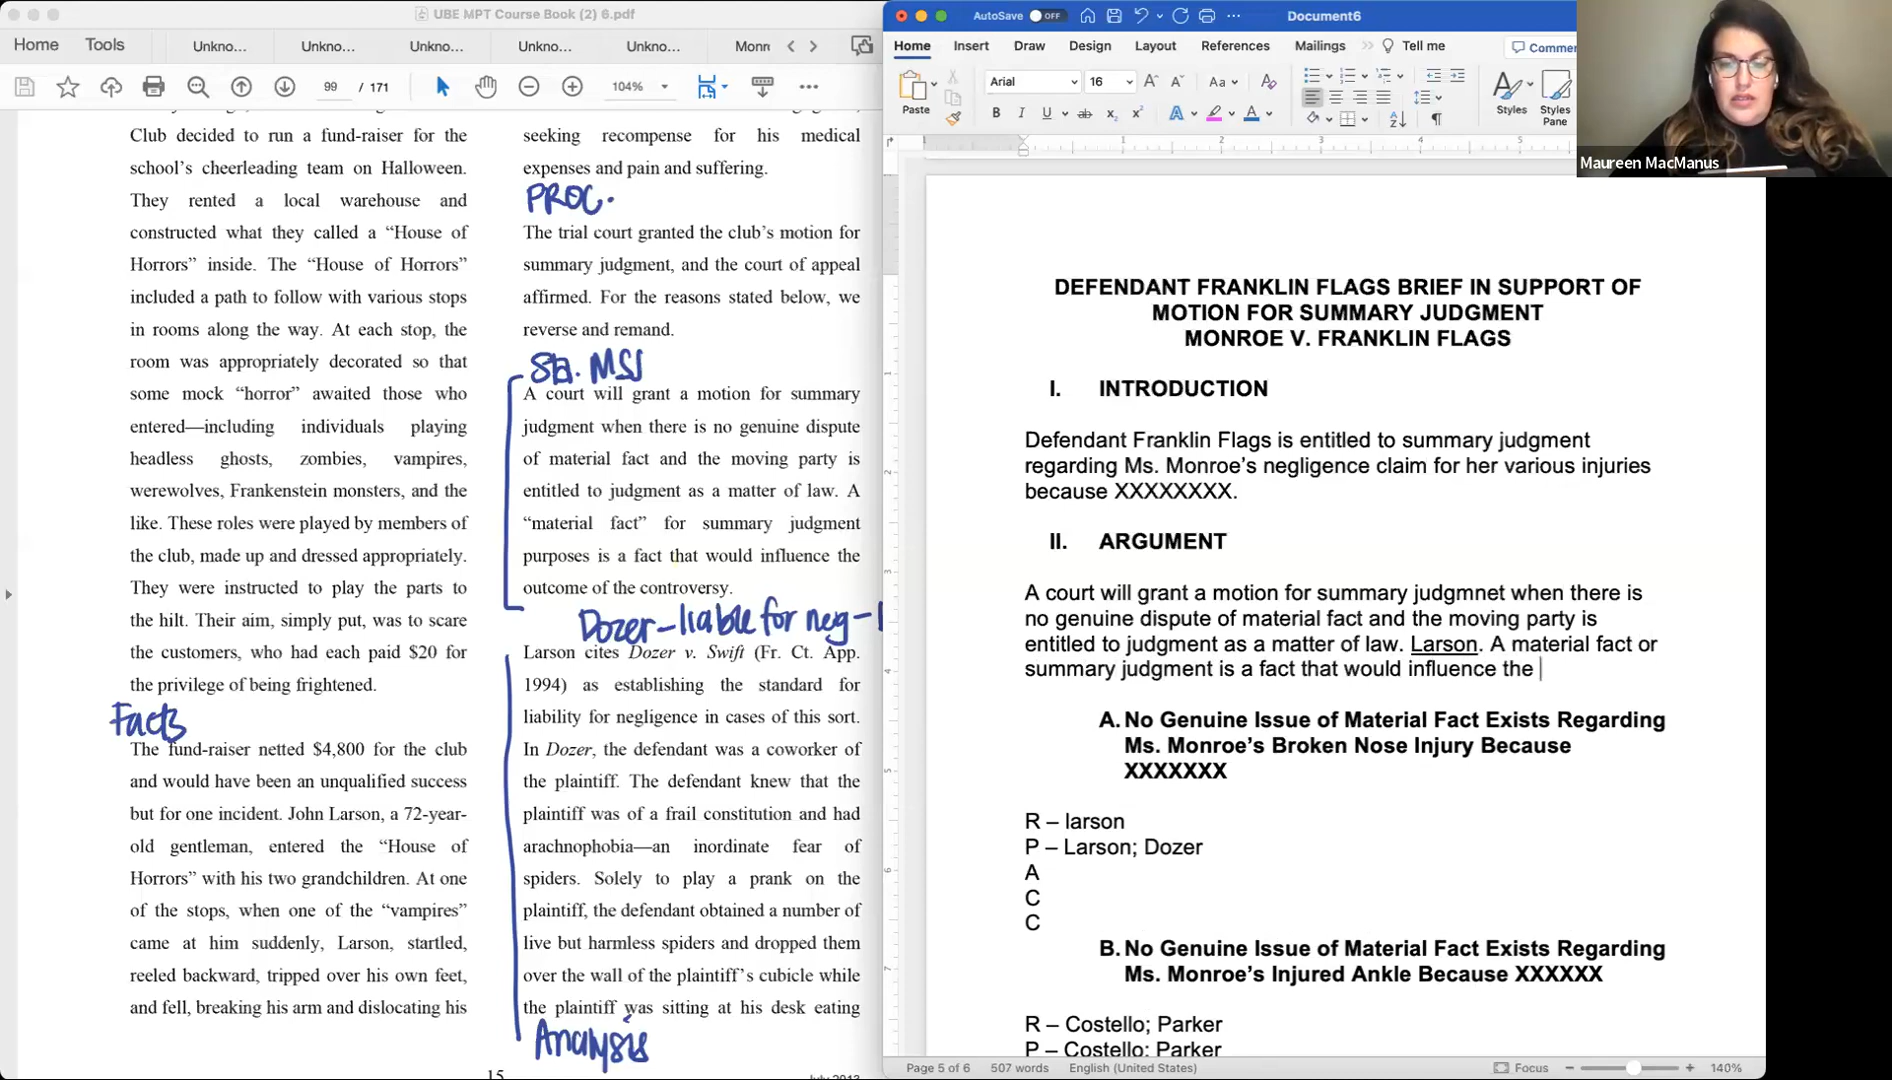 UBE MPT Course Book (2) 6.pdf
Home Tools Unkno... Unkno... Unkno... Unkno... Unkno... Monn
99 / 171 104%
Club decided to run a fund-raiser for the
school's cheerleading team on Halloween.
They rented a local warehouse and
constructed what they called a "House of
Horrors" inside. The "House of Horrors"
included a path to follow with various stops
in rooms along the way. At each stop, the
room was appropriately decorated so that
some mock "horror" awaited those who
entered—including individuals playing
headless ghosts, zombies, vampires,
werewolves, Frankenstein monsters, and the
like. These roles were played by members of
the club, made up and dressed appropriately.
They were instructed to play the parts to
the hilt. Their aim, simply put, was to scare
the customers, who had each paid $20 for
the privilege of being frightened.
Facts
The fund-raiser netted $4,800 for the club
and would have been an unqualified success
but for one incident. John Larson, a 72-year-
old gentleman, entered the "House of
Horrors" with his two grandchildren. At one
of the stops, when one of the "vampires"
came at him suddenly, Larson, startled,
reeled backward, tripped over his own feet,
and fell, breaking his arm and dislocating his
seeking recompense for his medical
expenses and pain and suffering.
PROC.
The trial court granted the club's motion for
summary judgment, and the court of appeal
affirmed. For the reasons stated below, we
reverse and remand.
MSJ
A court will grant a motion for summary
judgment when there is no genuine dispute
of material fact and the moving party is
entitled to judgment as a matter of law. A
"material fact" for summary judgment
purposes is a fact that would influence the
outcome of the controversy.
Dozer - liable for neg -
Larson cites Dozer v. Swift (Fr. Ct. App.
1994) as establishing the standard for
liability for negligence in cases of this sort.
In Dozer, the defendant was a coworker of
the plaintiff. The defendant knew that the
plaintiff was of a frail constitution and had
arachnophobia—an inordinate fear of
spiders. Solely to play a prank on the
plaintiff, the defendant obtained a number of
live but harmless spiders and dropped them
over the wall of the plaintiff's cubicle while
the plaintiff was sitting at his desk eating
Analysis
15
AutoSave OFF Document6
Home Insert Draw Design Layout References Mailings Tell me Comme
Paste Arial 16 Styles Styles Pane
1 1 2 3 4 5
DEFENDANT FRANKLIN FLAGS BRIEF IN SUPPORT OF
MOTION FOR SUMMARY JUDGMENT
MONROE V. FRANKLIN FLAGS
I. INTRODUCTION
Defendant Franklin Flags is entitled to summary judgment
regarding Ms. Monroe's negligence claim for her various injuries
because XXXXXXXX.
II. ARGUMENT
A court will grant a motion for summary judgmnet when there is
no genuine dispute of material fact and the moving party is
entitled to judgment as a matter of law. Larson. A material fact or
summary judgment is a fact that would influence the
A. No Genuine Issue of Material Fact Exists Regarding
Ms. Monroe's Broken Nose Injury Because
XXXXXXX
R – larson
P – Larson; Dozer
A
C
C
B. No Genuine Issue of Material Fact Exists Regarding
Ms. Monroe's Injured Ankle Because XXXXXX
R – Costello; Parker
P – Costello; Parker
Page 5 of 6 507 words English (United States) Focus 140%
Maureen MacManus